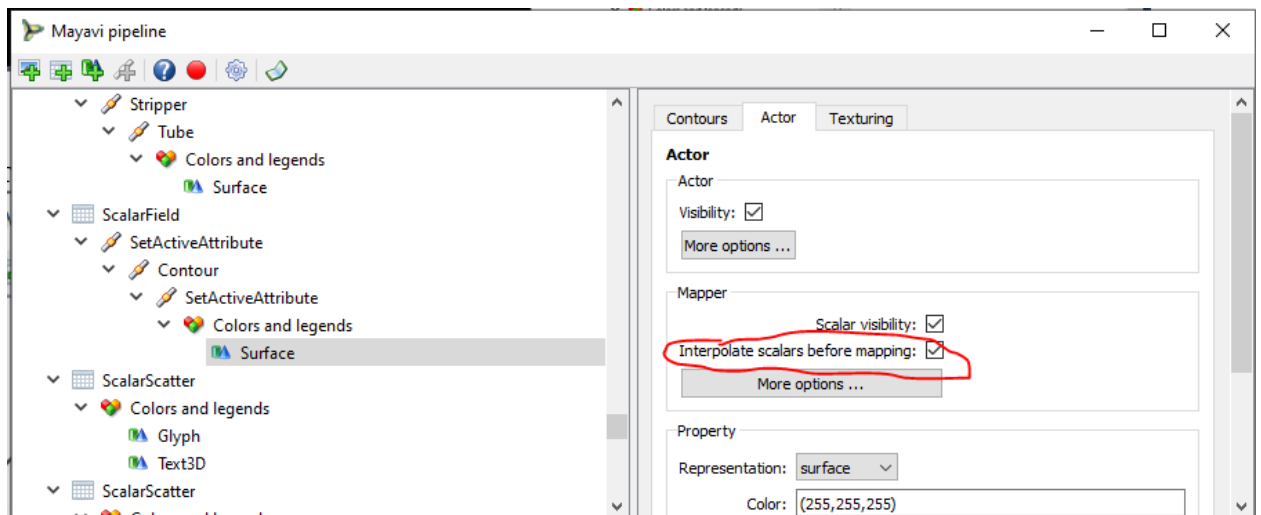 Mayavi pipeline
Stripper
Tube
Colors and legends
Surface
ScalarField
SetActiveAttribute
Contour
SetActiveAttribute
Colors and legends
Surface
ScalarScatter
Colors and legends
Glyph
Text3D
ScalarScatter
Contours Actor Texturing
Actor
Actor
Visibility:
More options ...
Mapper
Scalar visibility:
Interpolate scalars before mapping:
More options ...
Property
Representation: surface
Color: (255,255,255)